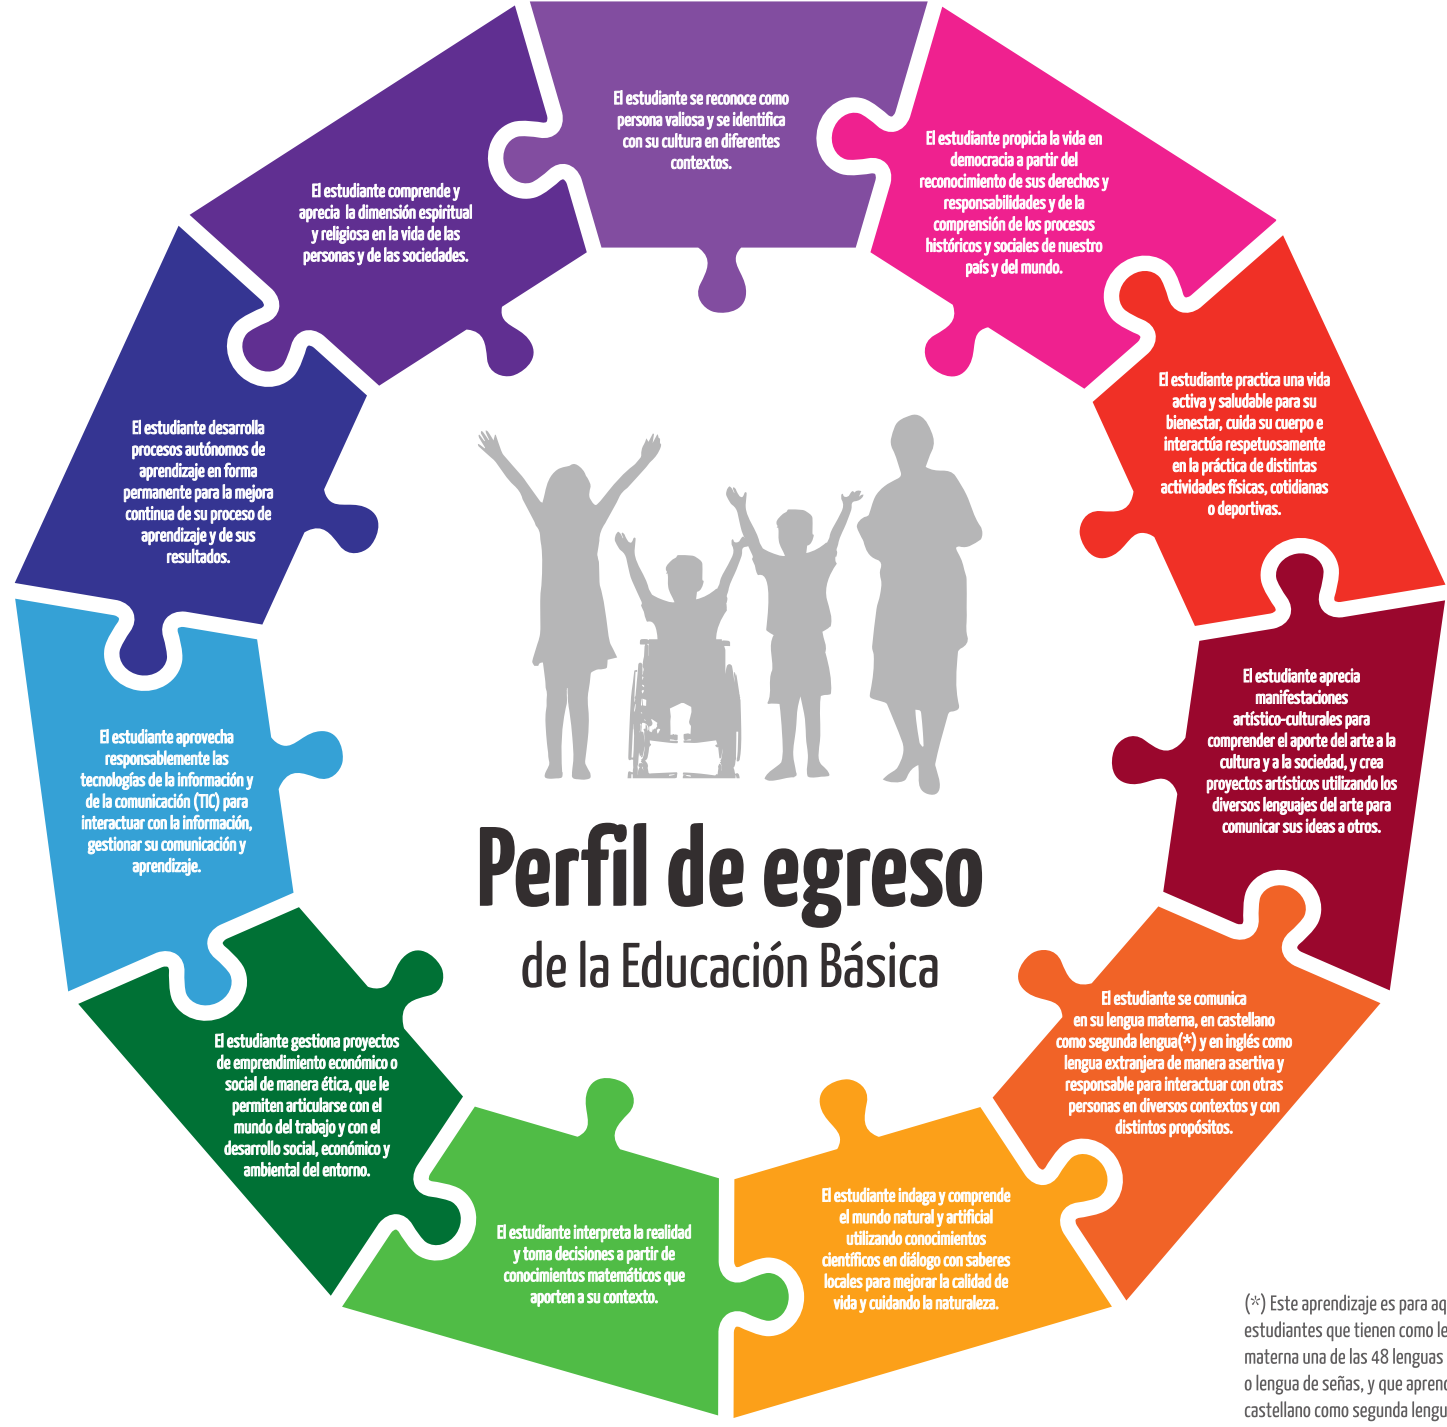 El estudiante se reconoce como
persona valiosa y se identifica
con su cultura en diferentes
contextos.
El estudiante propicia la vida en
democracia a partir del
reconocimiento de sus derechos y
responsabilidades y de la
comprensión de los procesos
históricos y sociales de nuestro
país y del mundo.
El estudiante practica una vida
activa y saludable para su
bienestar, cuida su cuerpo e
interactúa respetuosamente
en la práctica de distintas
actividades físicas, cotidianas
o deportivas.
El estudiante aprecia
manifestaciones
artístico-culturales para
comprender el aporte del arte a la
cultura y a la sociedad, y crea
proyectos artísticos utilizando los
diversos lenguajes del arte para
comunicar sus ideas a otros.
El estudiante se comunica
en su lengua materna, en castellano
como segunda lengua(*) y en inglés como
lengua extranjera de manera asertiva y
responsable para interactuar con otras
personas en diversos contextos y con
distintos propósitos.
El estudiante indaga y comprende
el mundo natural y artificial
utilizando conocimientos
científicos en diálogo con saberes
locales para mejorar la calidad de
vida y cuidando la naturaleza.
El estudiante interpreta la realidad
y toma decisiones a partir de
conocimientos matemáticos que
aporten a su contexto.
El estudiante gestiona proyectos
de emprendimiento económico o
social de manera ética, que le
permiten articularse con el
mundo del trabajo y con el
desarrollo social, económico y
ambiental del entorno.
El estudiante aprovecha
responsablemente las
tecnologías de la información y
de la comunicación (TIC) para
interactuar con la información,
gestionar su comunicación y
aprendizaje.
El estudiante desarrolla
procesos autónomos de
aprendizaje en forma
permanente para la mejora
continua de su proceso de
aprendizaje y de sus
resultados.
El estudiante comprende y
aprecia la dimensión espiritual
y religiosa en la vida de las
personas y de las sociedades.
Perfil de egreso
de la Educación Básica
(*) Este aprendizaje es para
estudiantes que tienen como
materna una de las 48 lenguas
o lengua de señas, y que
castellano como segunda